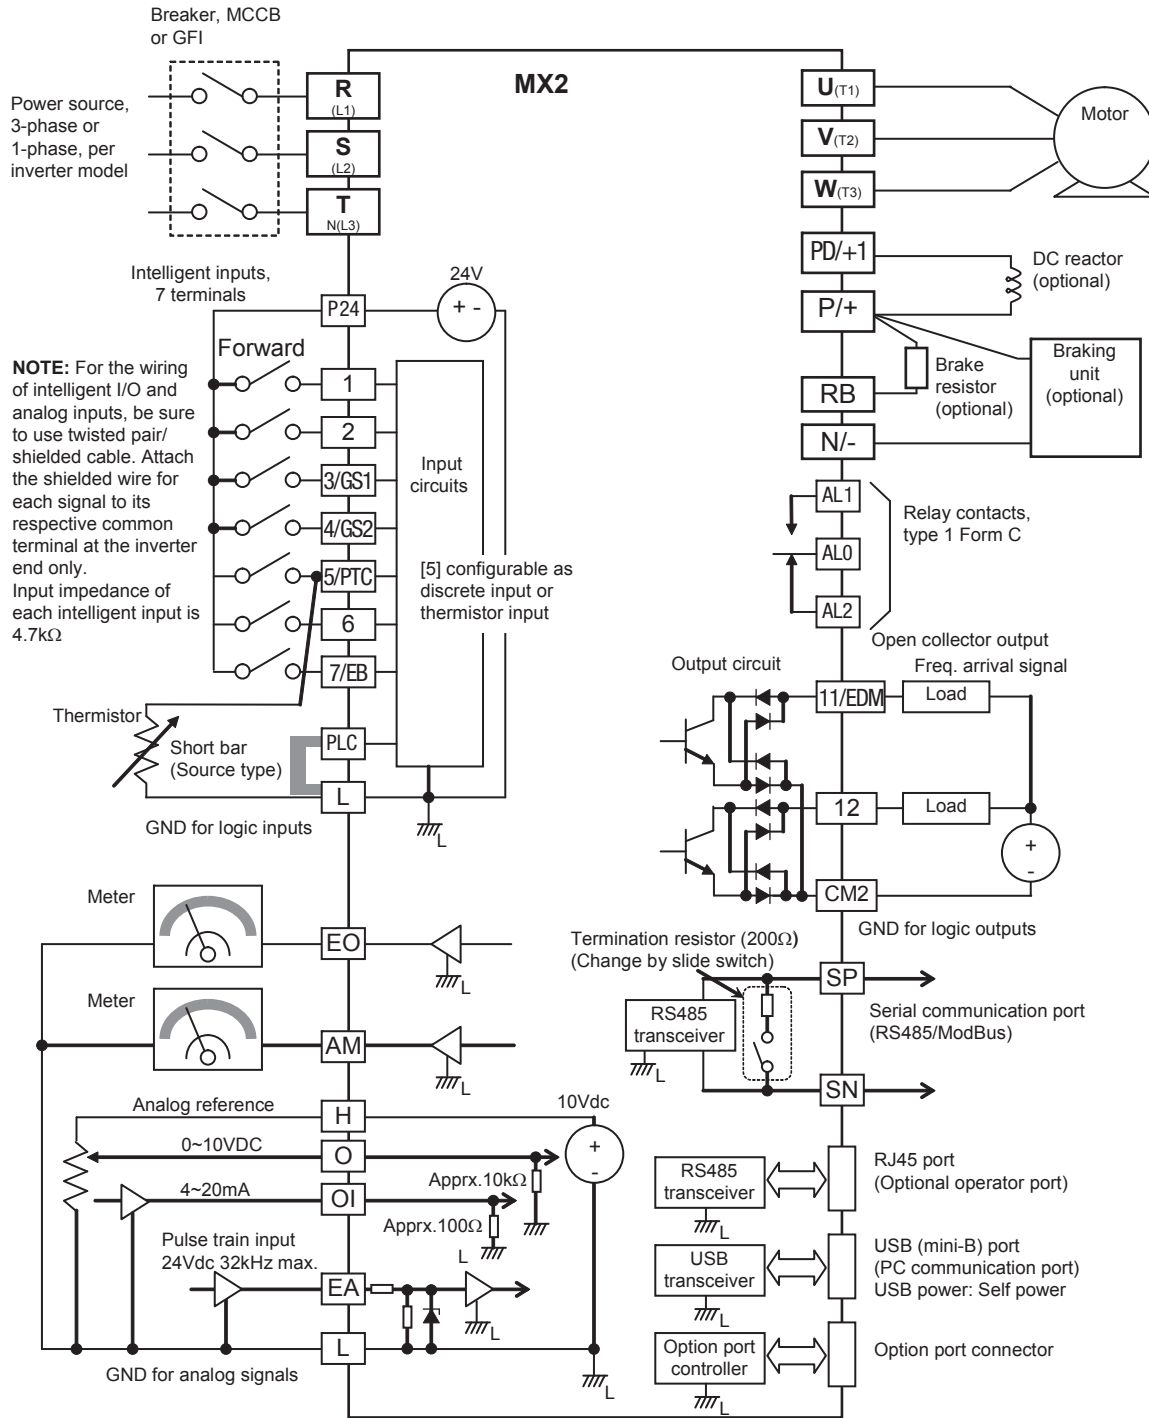 Breaker, MCCB
or GFI
MX2
Power source,
3-phase or
1-phase, per
inverter model
R
(L1)
S
(L2)
T
N(L3)
U(T1)
V(T2)
W(T3)
Motor
PD/+1
P/+
DC reactor
(optional)
RB
Brake
resistor
(optional)
N/-
Braking
unit
(optional)
Intelligent inputs,
7 terminals
24V
P24
+ -
Forward
NOTE: For the wiring
of intelligent I/O and
analog inputs, be sure
to use twisted pair/
shielded cable. Attach
the shielded wire for
each signal to its
respective common
terminal at the inverter
end only.
Input impedance of
each intelligent input is
4.7kΩ
1
2
3/GS1
4/GS2
5/PTC
6
7/EB
Input
circuits
[5] configurable as
discrete input or
thermistor input
AL1
AL0
AL2
Relay contacts,
type 1 Form C
Thermistor
Short bar
(Source type)
PLC
L
L
GND for logic inputs
Open collector output
Output circuit
Freq. arrival signal
11/EDM
Load
12
Load
+
-
CM2
GND for logic outputs
Meter
EO
L
Meter
AM
L
Termination resistor (200Ω)
(Change by slide switch)
RS485
transceiver
L
SP
Serial communication port
(RS485/ModBus)
SN
Analog reference
H
10Vdc
+
-
0~10VDC
O
Apprx.10kΩ
4~20mA
OI
Apprx.100Ω
Pulse train input
24Vdc 32kHz max.
EA
L
L
L
L
GND for analog signals
RS485
transceiver
L
RJ45 port
(Optional operator port)
USB
transceiver
L
USB (mini-B) port
(PC communication port)
USB power: Self power
Option port
controller
L
Option port connector